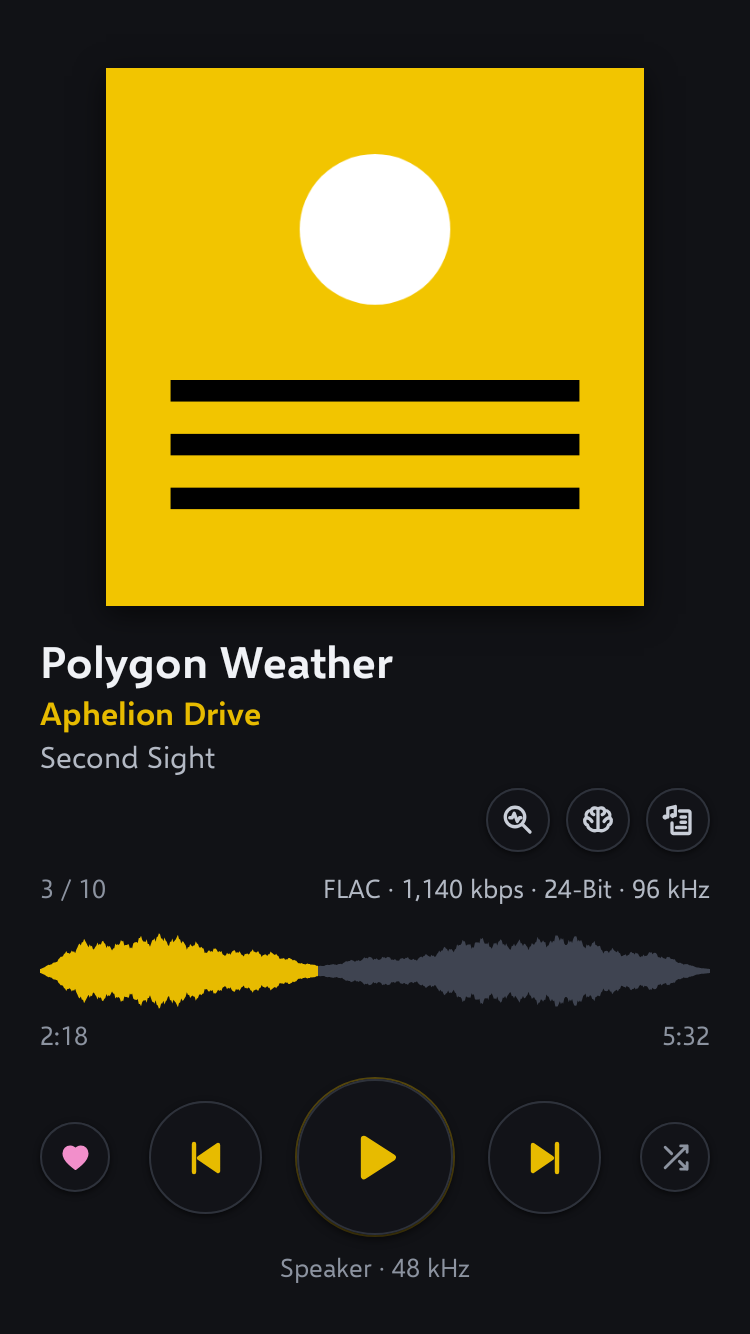 Polygon Weather
Aphelion Drive
Second Sight
3 / 10
FLAC · 1,140 kbps · 24-Bit · 96 kHz
2:18
5:32
Speaker · 48 kHz